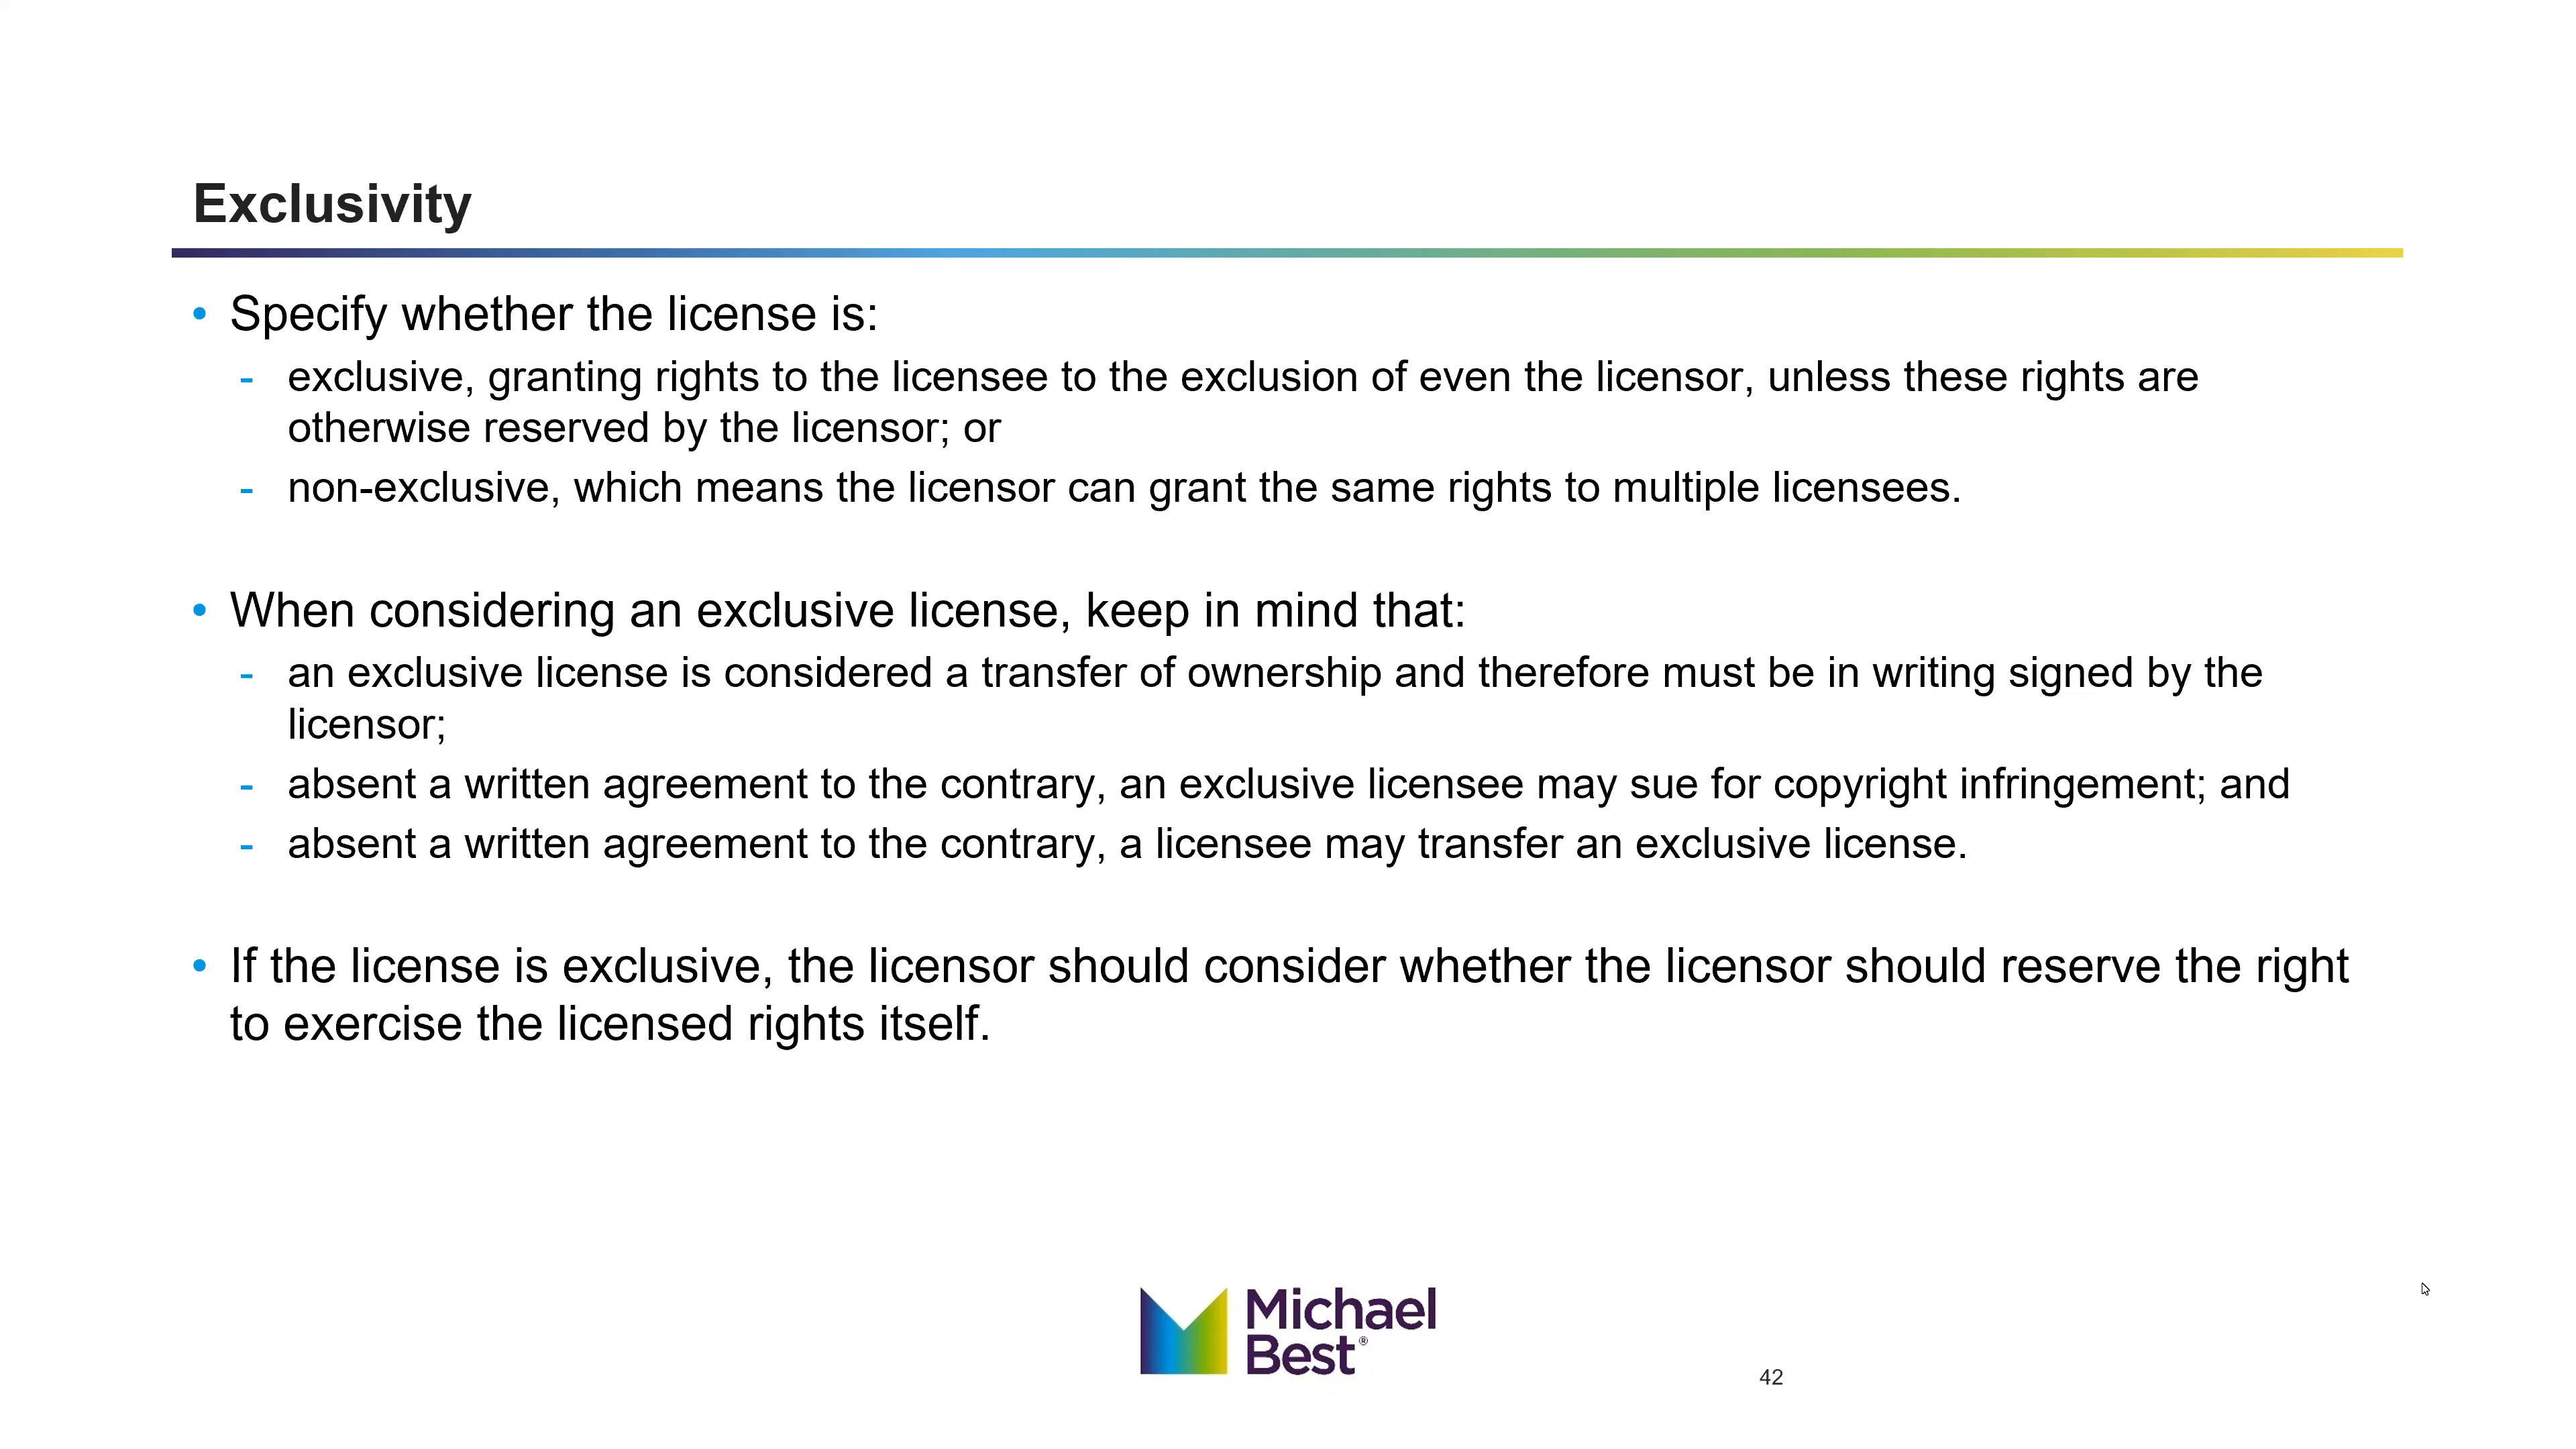 Exclusivity
• Specify whether the license is:
- exclusive, granting rights to the licensee to the exclusion of even the licensor, unless these rights are
otherwise reserved by the licensor; or
- non-exclusive, which means the licensor can grant the same rights to multiple licensees.
• When considering an exclusive license, keep in mind that:
- an exclusive license is considered a transfer of ownership and therefore must be in writing signed by the
licensor;
- absent a written agreement to the contrary, an exclusive licensee may sue for copyright infringement; and
- absent a written agreement to the contrary, a licensee may transfer an exclusive license.
• If the license is exclusive, the licensor should consider whether the licensor should reserve the right
to exercise the licensed rights itself.
Michael
Best®
42